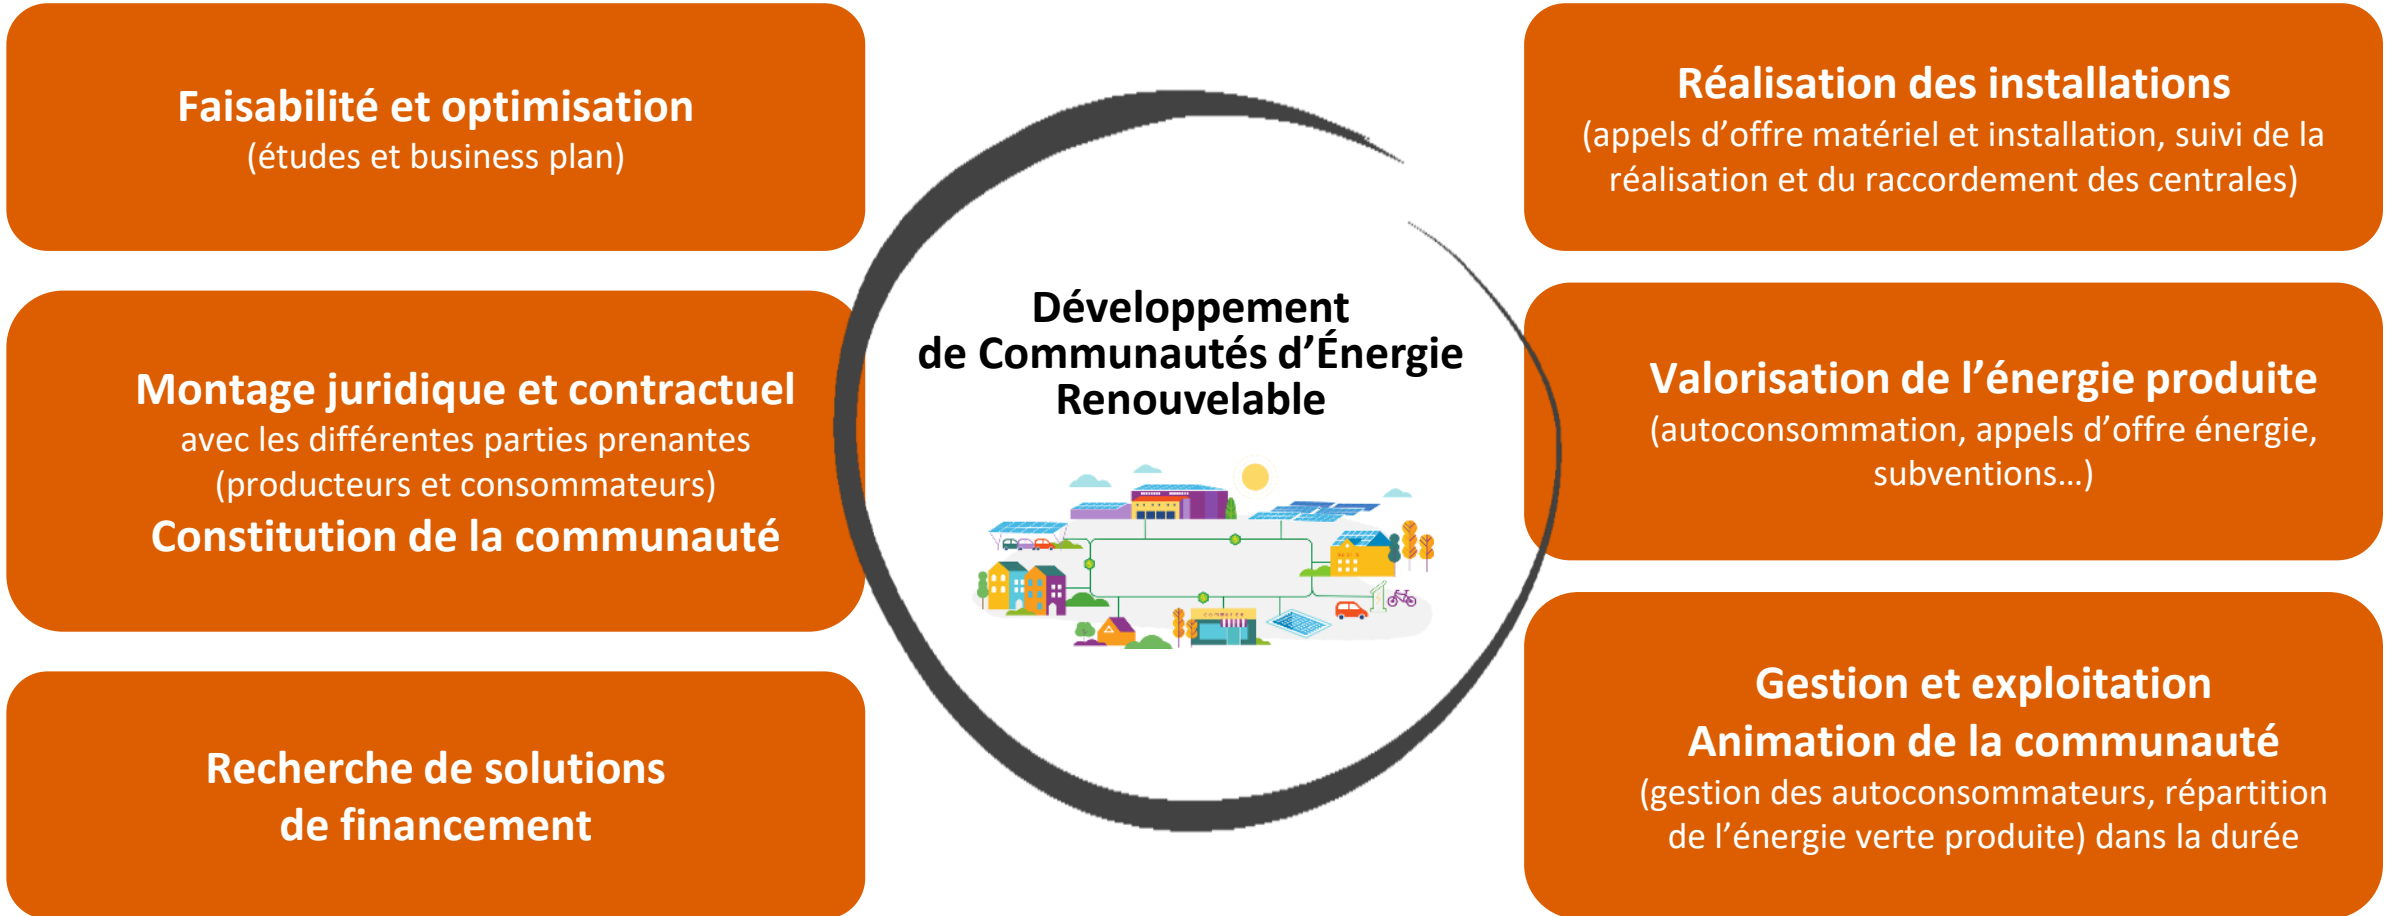 Faisabilité et optimisation
(études et business plan)
Montage juridique et contractuel
avec les différentes parties prenantes
(producteurs et consommateurs)
Constitution de la communauté
Recherche de solutions
de financement
Développement
de Communautés d’Énergie
Renouvelable
Réalisation des installations
(appels d’offre matériel et installation, suivi de la
réalisation et du raccordement des centrales)
Valorisation de l’énergie produite
(autoconsommation, appels d’offre énergie,
subventions…)
Gestion et exploitation
Animation de la communauté
(gestion des autoconsommateurs, répartition
de l’énergie verte produite) dans la durée